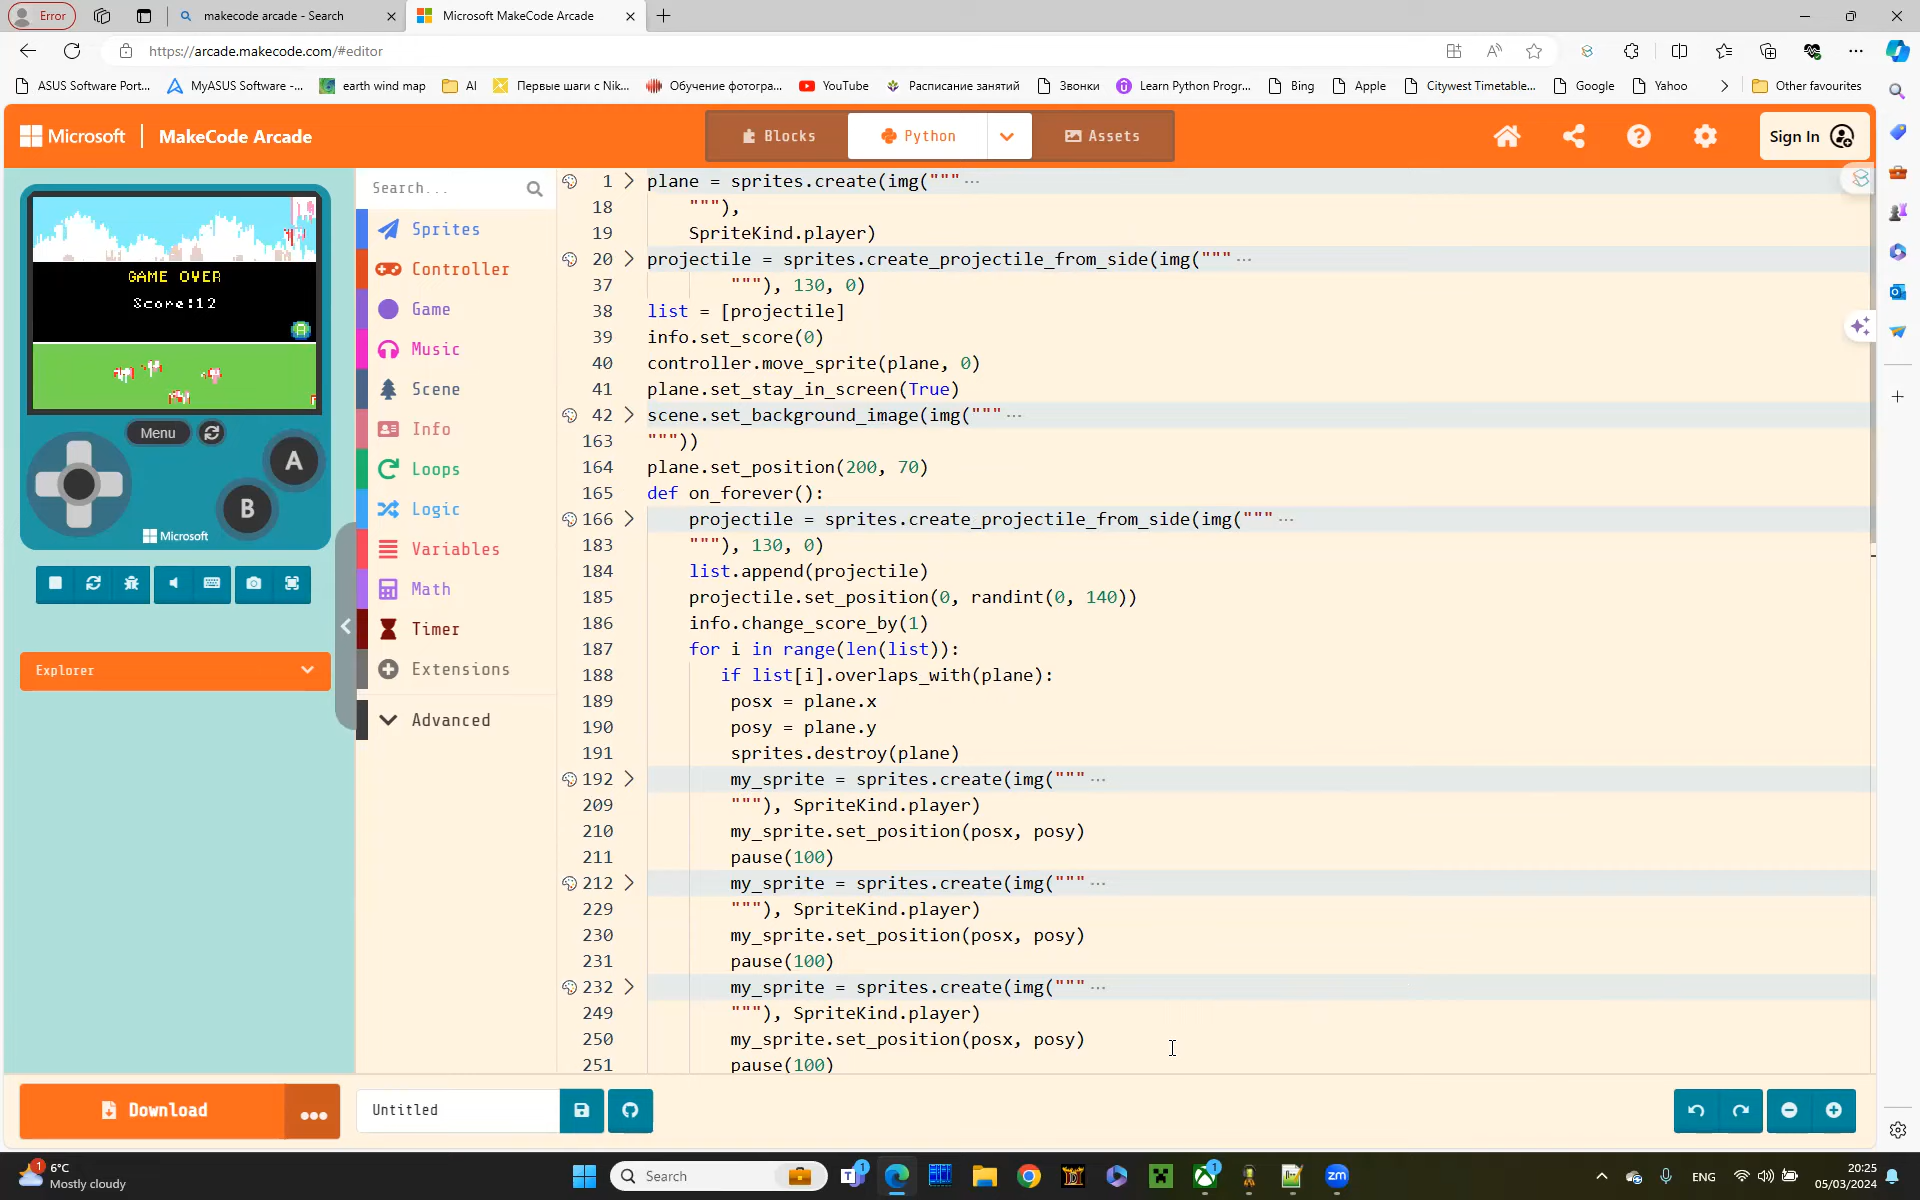 Error
makecode arcade - Search
Microsoft MakeCode Arcade
https://arcade.makecode.com/#editor
ASUS Software Port...
MyASUS Software -...
earth wind map
AI
Первые шаги с Nik...
Обучение фотогра...
YouTube
Расписание занятий
Звонки
Learn Python Progr...
Bing
Apple
Citywest Timetable...
Google
Yahoo
Other favourites
Microsoft
MakeCode Arcade
Blocks
Python
Assets
Sign In
GAME OVER
Score:12
Menu
A
B
Microsoft
Explorer
Search...
Sprites
Controller
Game
Music
Scene
Info
Loops
Logic
Variables
Math
Timer
Extensions
Advanced
1 plane = sprites.create(img("""...
18 """),
19 SpriteKind.player)
20 projectile = sprites.create_projectile_from_side(img("""...
37 """), 130, 0)
38 list = [projectile]
39 info.set_score(0)
40 controller.move_sprite(plane, 0)
41 plane.set_stay_in_screen(True)
42 scene.set_background_image(img("""...
163 """))
164 plane.set_position(200, 70)
165 def on_forever():
166 projectile = sprites.create_projectile_from_side(img("""...
183 """), 130, 0)
184 list.append(projectile)
185 projectile.set_position(0, randint(0, 140))
186 info.change_score_by(1)
187 for i in range(len(list)):
188 if list[i].overlaps_with(plane):
189 posx = plane.x
190 posy = plane.y
191 sprites.destroy(plane)
192 my_sprite = sprites.create(img("""...
209 """), SpriteKind.player)
210 my_sprite.set_position(posx, posy)
211 pause(100)
212 my_sprite = sprites.create(img("""...
229 """), SpriteKind.player)
230 my_sprite.set_position(posx, posy)
231 pause(100)
232 my_sprite = sprites.create(img("""...
249 """), SpriteKind.player)
250 my_sprite.set_position(posx, posy)
251 pause(100)
Download
Untitled
1
6°C
Mostly cloudy
Search
1
1
zm
ENG
20:25
05/03/2024